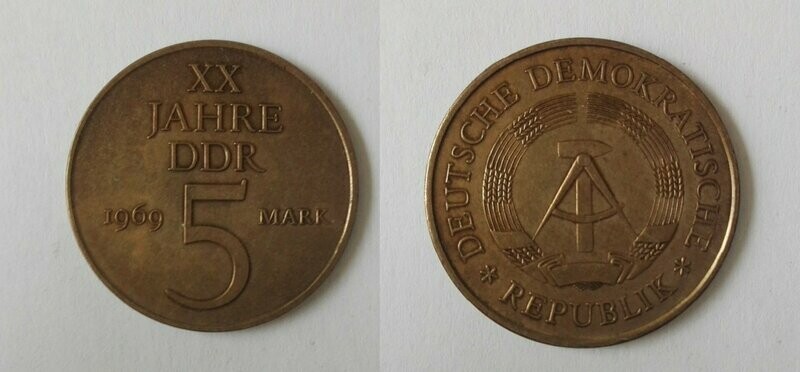 XX
JAHRE
DDR
1969 5 MARK
DEUTSCHE DEMOKRATISCHE
* REPUBLIK *